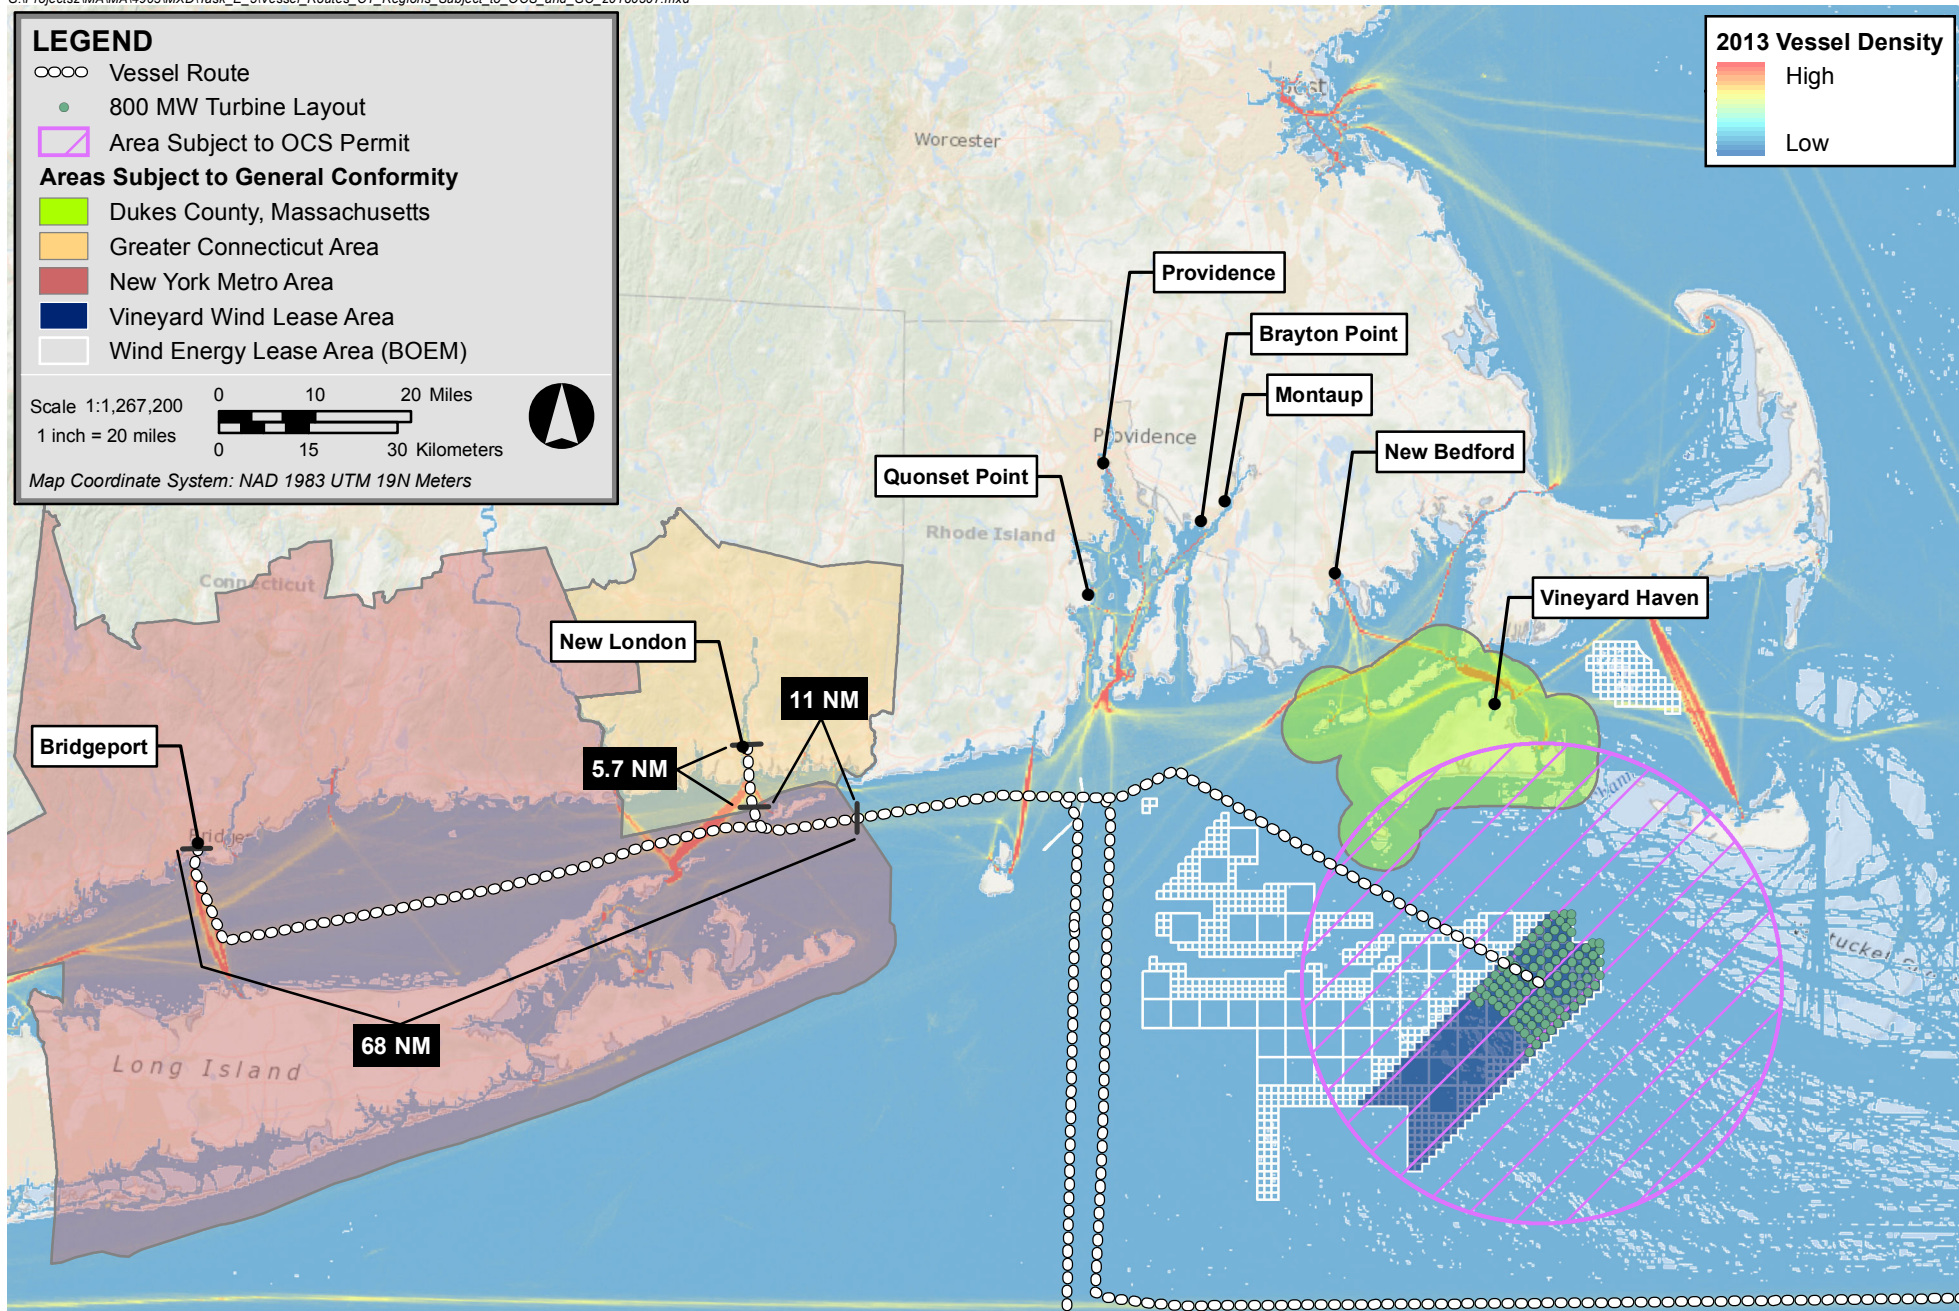 LEGEND
Vessel Route
800 MW Turbine Layout
Area Subject to OCS Permit
Areas Subject to General Conformity
Dukes County, Massachusetts
Greater Connecticut Area
New York Metro Area
Vineyard Wind Lease Area
Wind Energy Lease Area (BOEM)
Scale 1:1,267,200
1 inch = 20 miles
0 10 20 Miles
0 15 30 Kilometers
Map Coordinate System: NAD 1983 UTM 19N Meters
2013 Vessel Density
High
Low
Worcester
Providence
Brayton Point
Montaup
Providence
New Bedford
Quonset Point
Rhode Island
Connecticut
Vineyard Haven
New London
11 NM
Bridgeport
5.7 NM
68 NM
Long Island